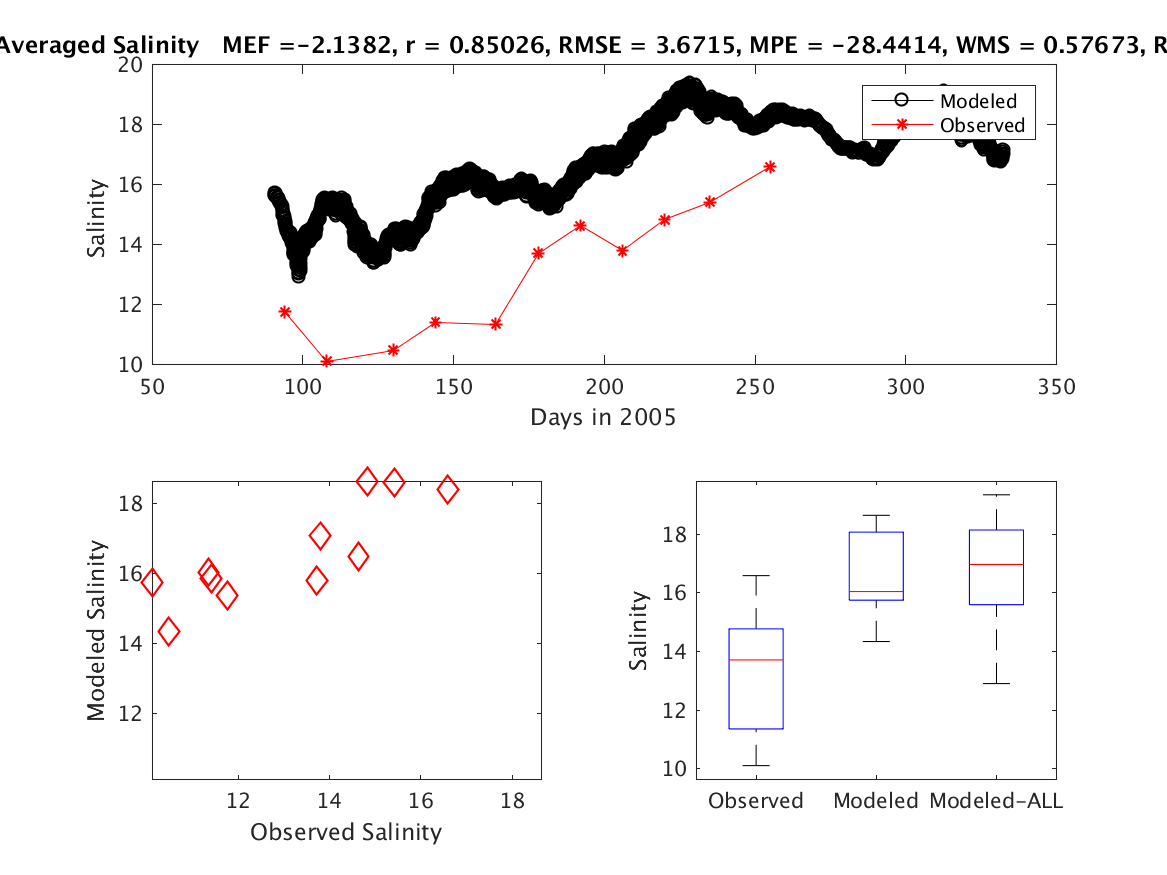 Averaged Salinity MEF =-2.1382, r = 0.85026, RMSE = 3.6715, MPE = -28.4414, WMS = 0.57673, R
20
18
16
14
12
10
Salinity
Modeled
Observed
50 100 150 200 250 300 350
Days in 2005
18
16
14
12
Modeled Salinity
12 14 16 18
Observed Salinity
18
16
14
12
10
Salinity
Observed Modeled Modeled-ALL